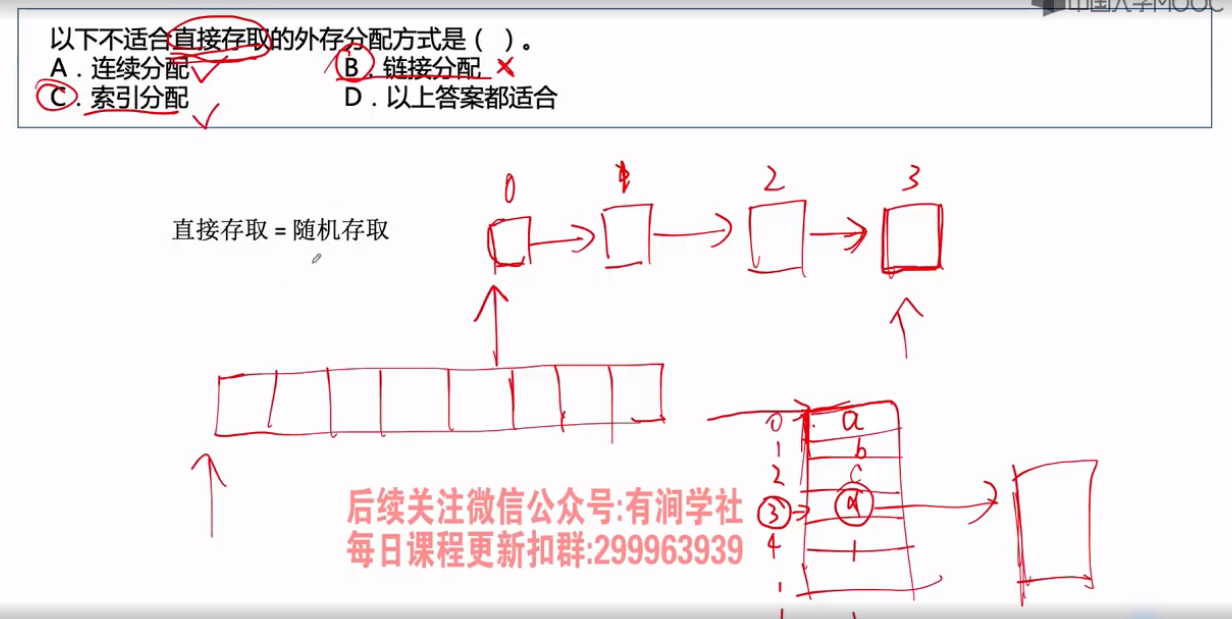 中国大学MOOC
以下不适合直接存取的外存分配方式是（ ）。
A．连续分配 B．链接分配
C．索引分配 D．以上答案都适合
0 1 2 3
直接存取 = 随机存取
0 a
1 b
2 c
3 d
4
后续关注微信公众号:有涧学社
每日课程更新扣群:299963939